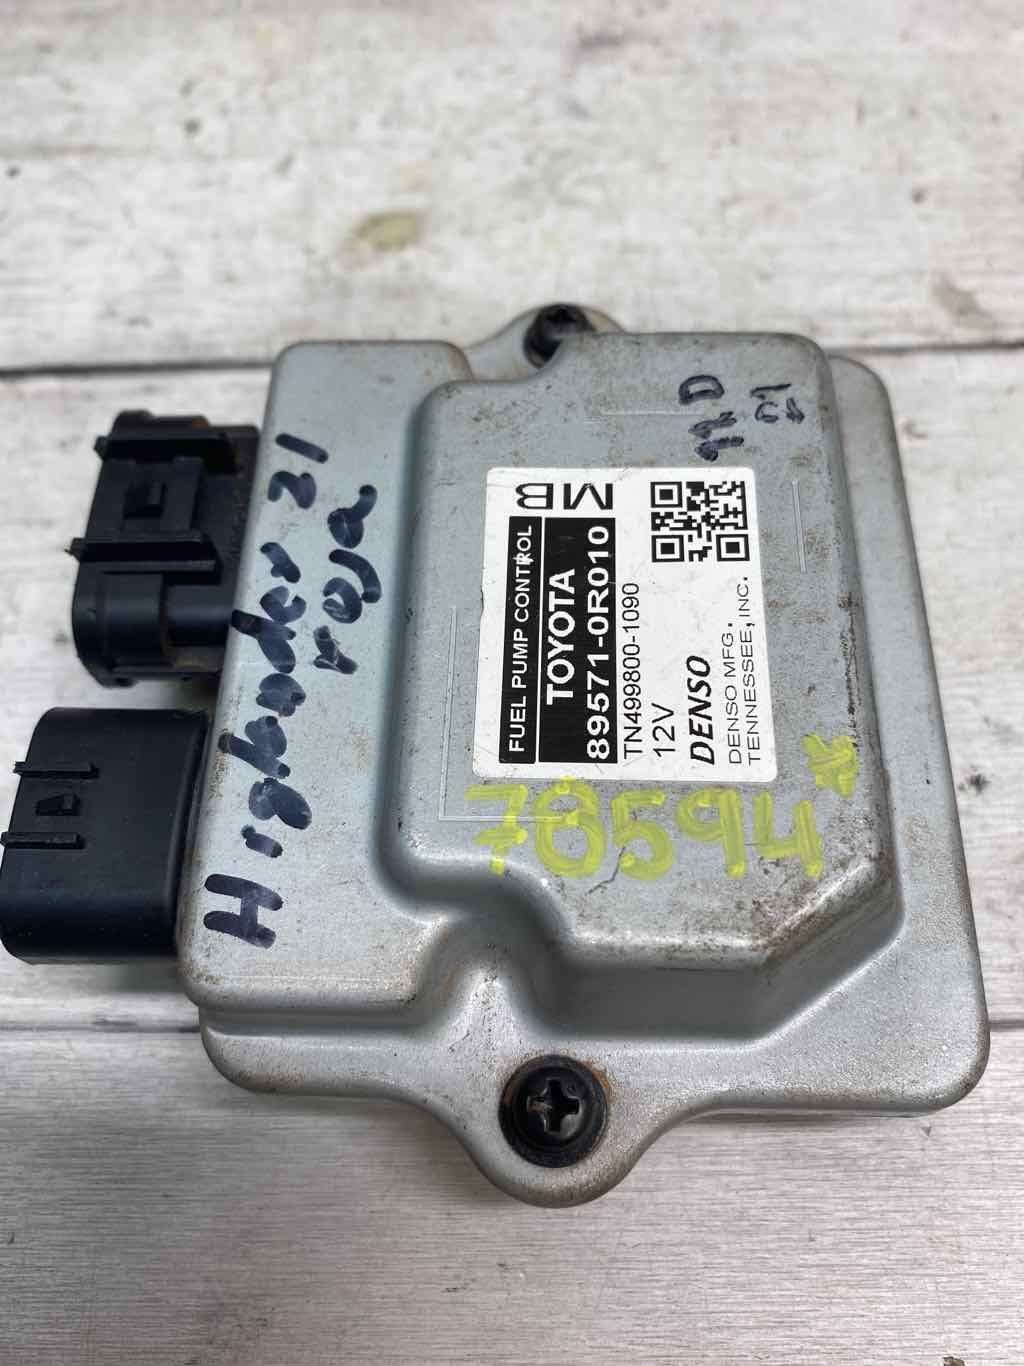 Highlander 21
MB
FUEL PUMP CONTROL
TOYOTA
89571-0R010
TN499800-1090
12V
DENSO
DENSO MFG.
TENNESSEE, INC.
78594